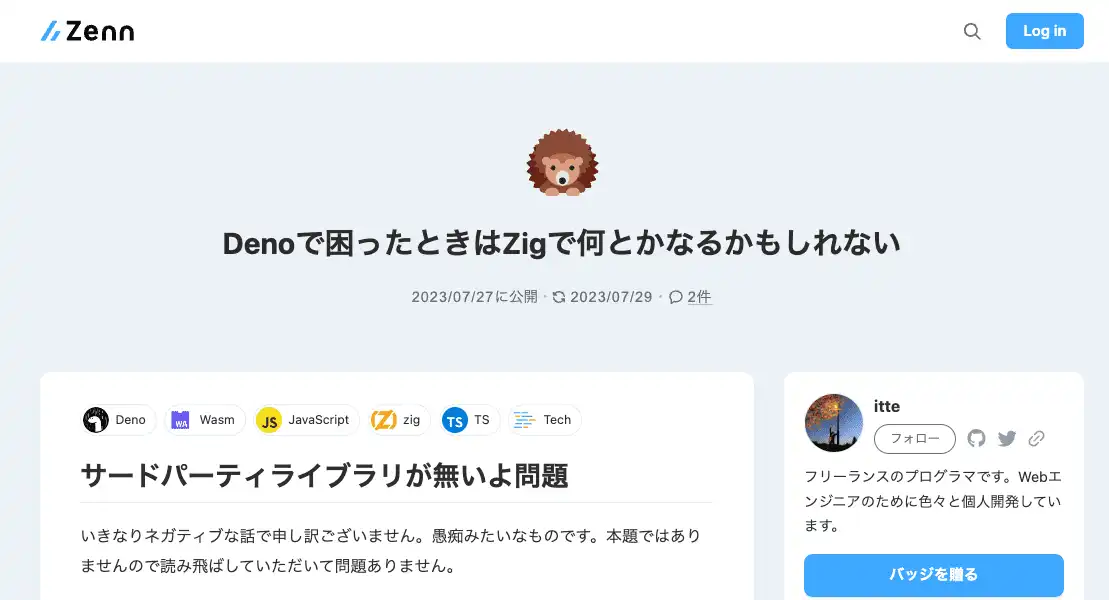 Zenn
Log in
Denoで困ったときはZigで何とかなるかもしれない
2023/07/27に公開・2023/07/29・2件
Deno WA Wasm JS JavaScript zig TS TS Tech
サードパーティライブラリが無いよ問題
いきなりネガティブな話で申し訳ございません。愚痴みたいなものです。本題ではあり
ませんので読み飛ばしていただいて問題ありません。
itte
フォロー
フリーランスのプログラマです。Webエ
ンジニアのために色々と個人開発してい
ます。
バッジを贈る